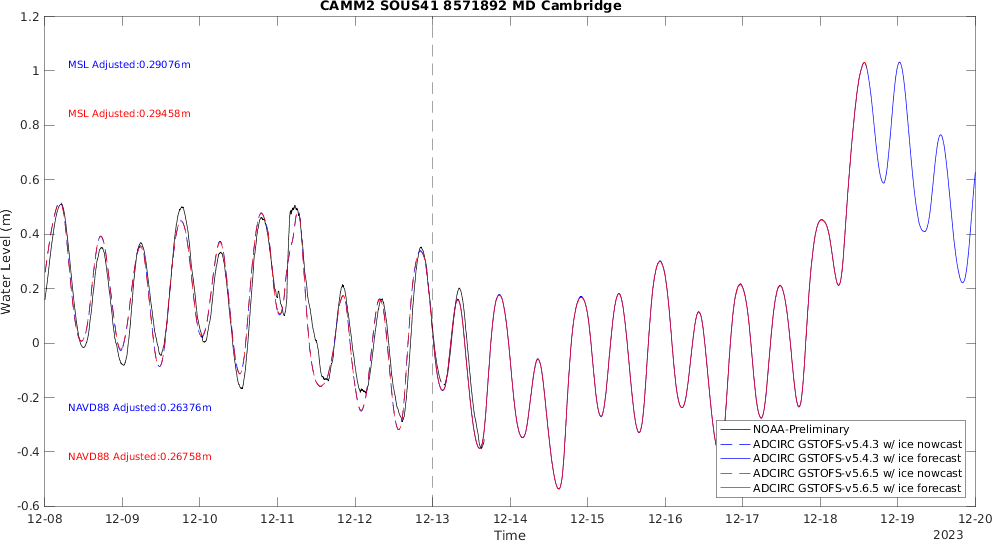 CAMM2 SOUS41 8571892 MD Cambridge
1.2
1
0.8
0.6
0.4
0.2
0
-0.2
-0.4
-0.6
Water Level (m)
MSL Adjusted:0.29076m
MSL Adjusted:0.29458m
NAVD88 Adjusted:0.26376m
NAVD88 Adjusted:0.26758m
NOAA-Preliminary
ADCIRC GSTOFS-v5.4.3 w/ ice nowcast
ADCIRC GSTOFS-v5.4.3 w/ ice forecast
ADCIRC GSTOFS-v5.6.5 w/ ice nowcast
ADCIRC GSTOFS-v5.6.5 w/ ice forecast
12-08 12-09 12-10 12-11 12-12 12-13 12-14 12-15 12-16 12-17 12-18 12-19 12-20
Time
2023